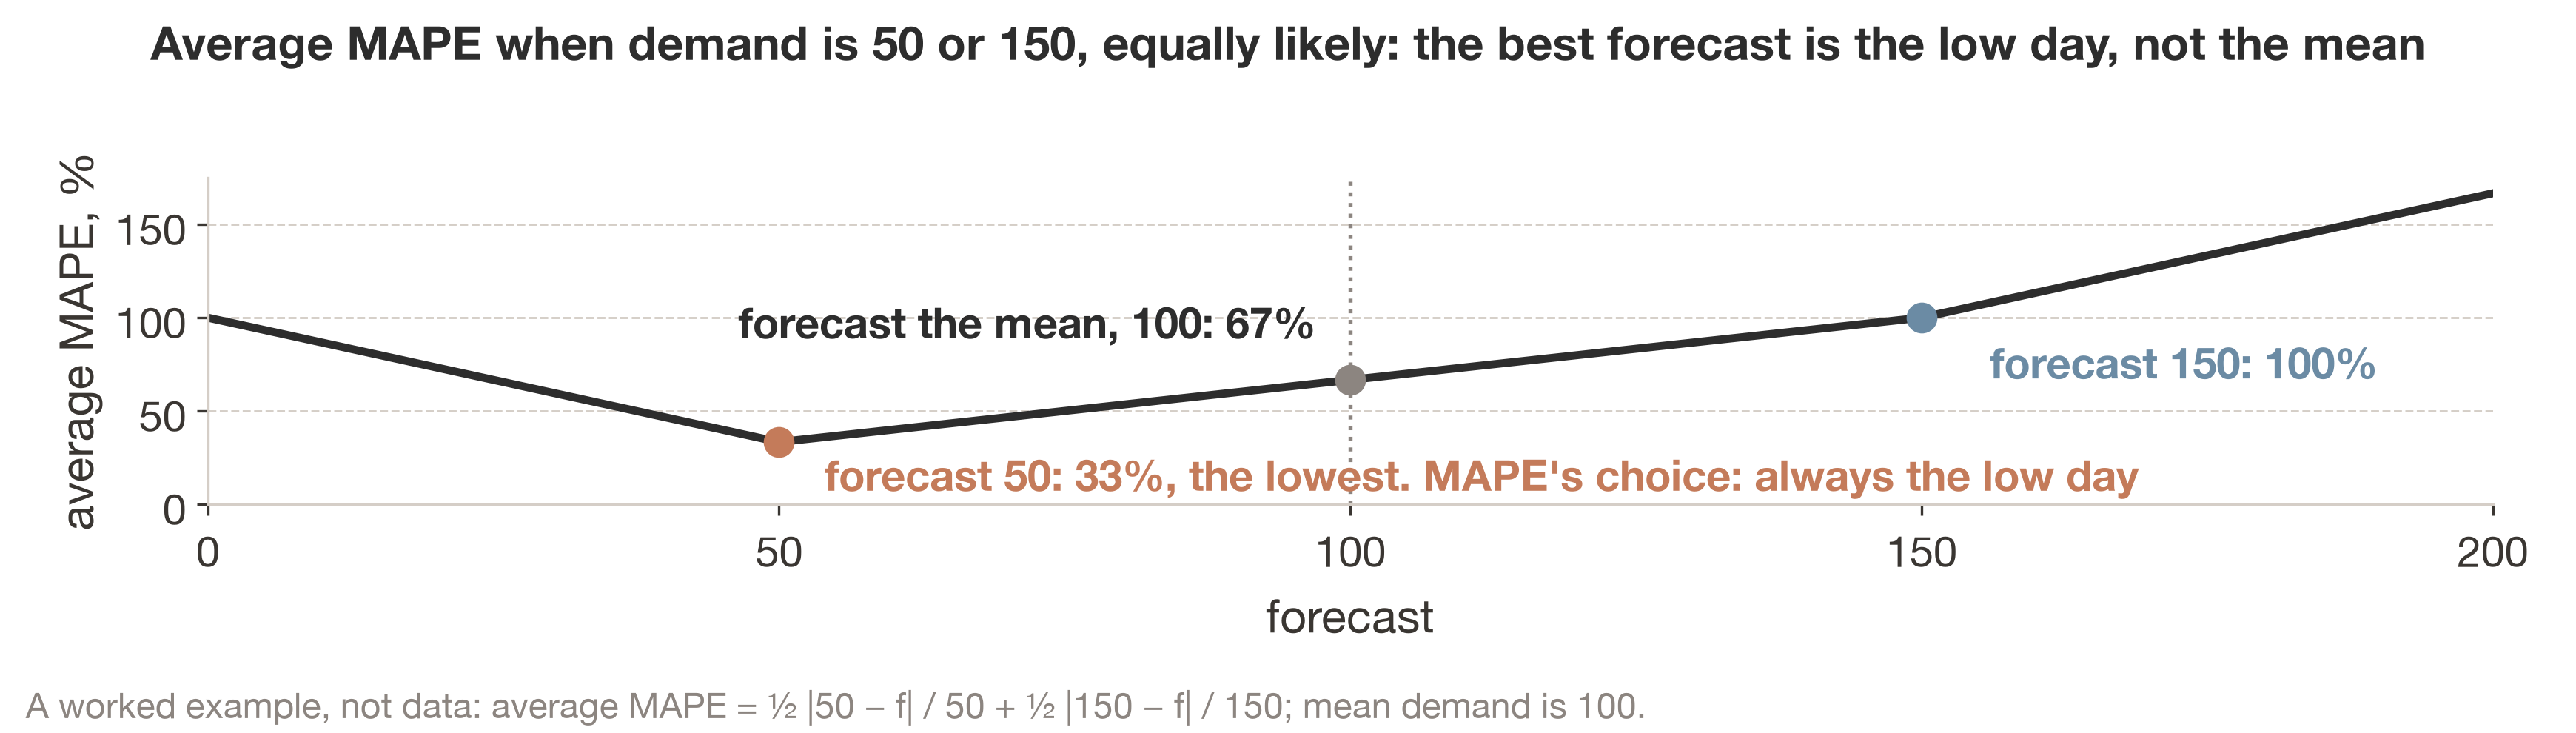 Average MAPE when demand is 50 or 150, equally likely: the best forecast is the low day, not the mean
average MAPE, %
150
100
50
0
forecast the mean, 100: 67%
forecast 150: 100%
forecast 50: 33%, the lowest. MAPE's choice: always the low day
0
50
100
150
200
forecast
A worked example, not data: average MAPE = ½ |50 − f| / 50 + ½ |150 − f| / 150; mean demand is 100.